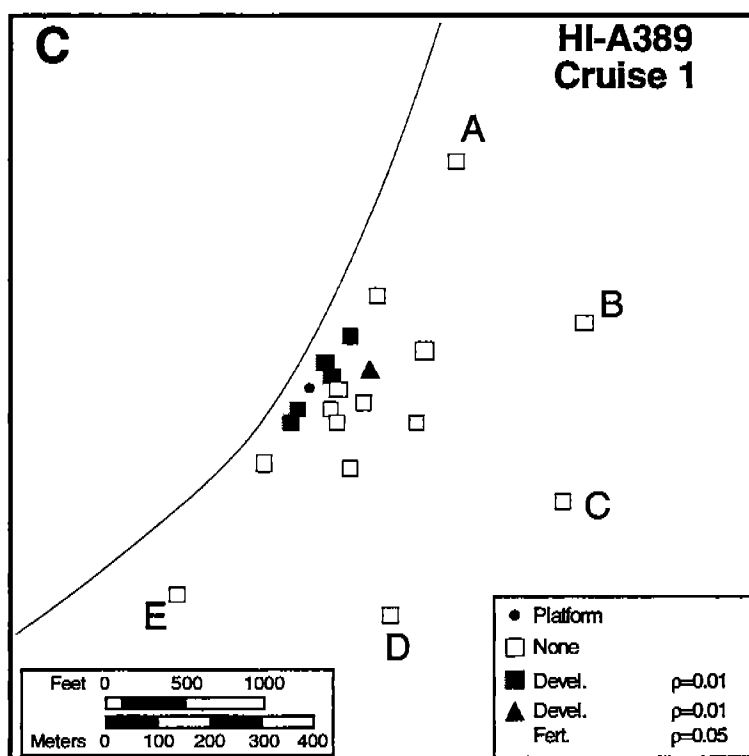 C
HI-A389
Cruise 1
A
B
C
D
E
Feet 0 500 1000
Meters 0 100 200 300 400
Platform
None
Devel. ρ=0.01
Devel. ρ=0.01
Fert. ρ=0.05